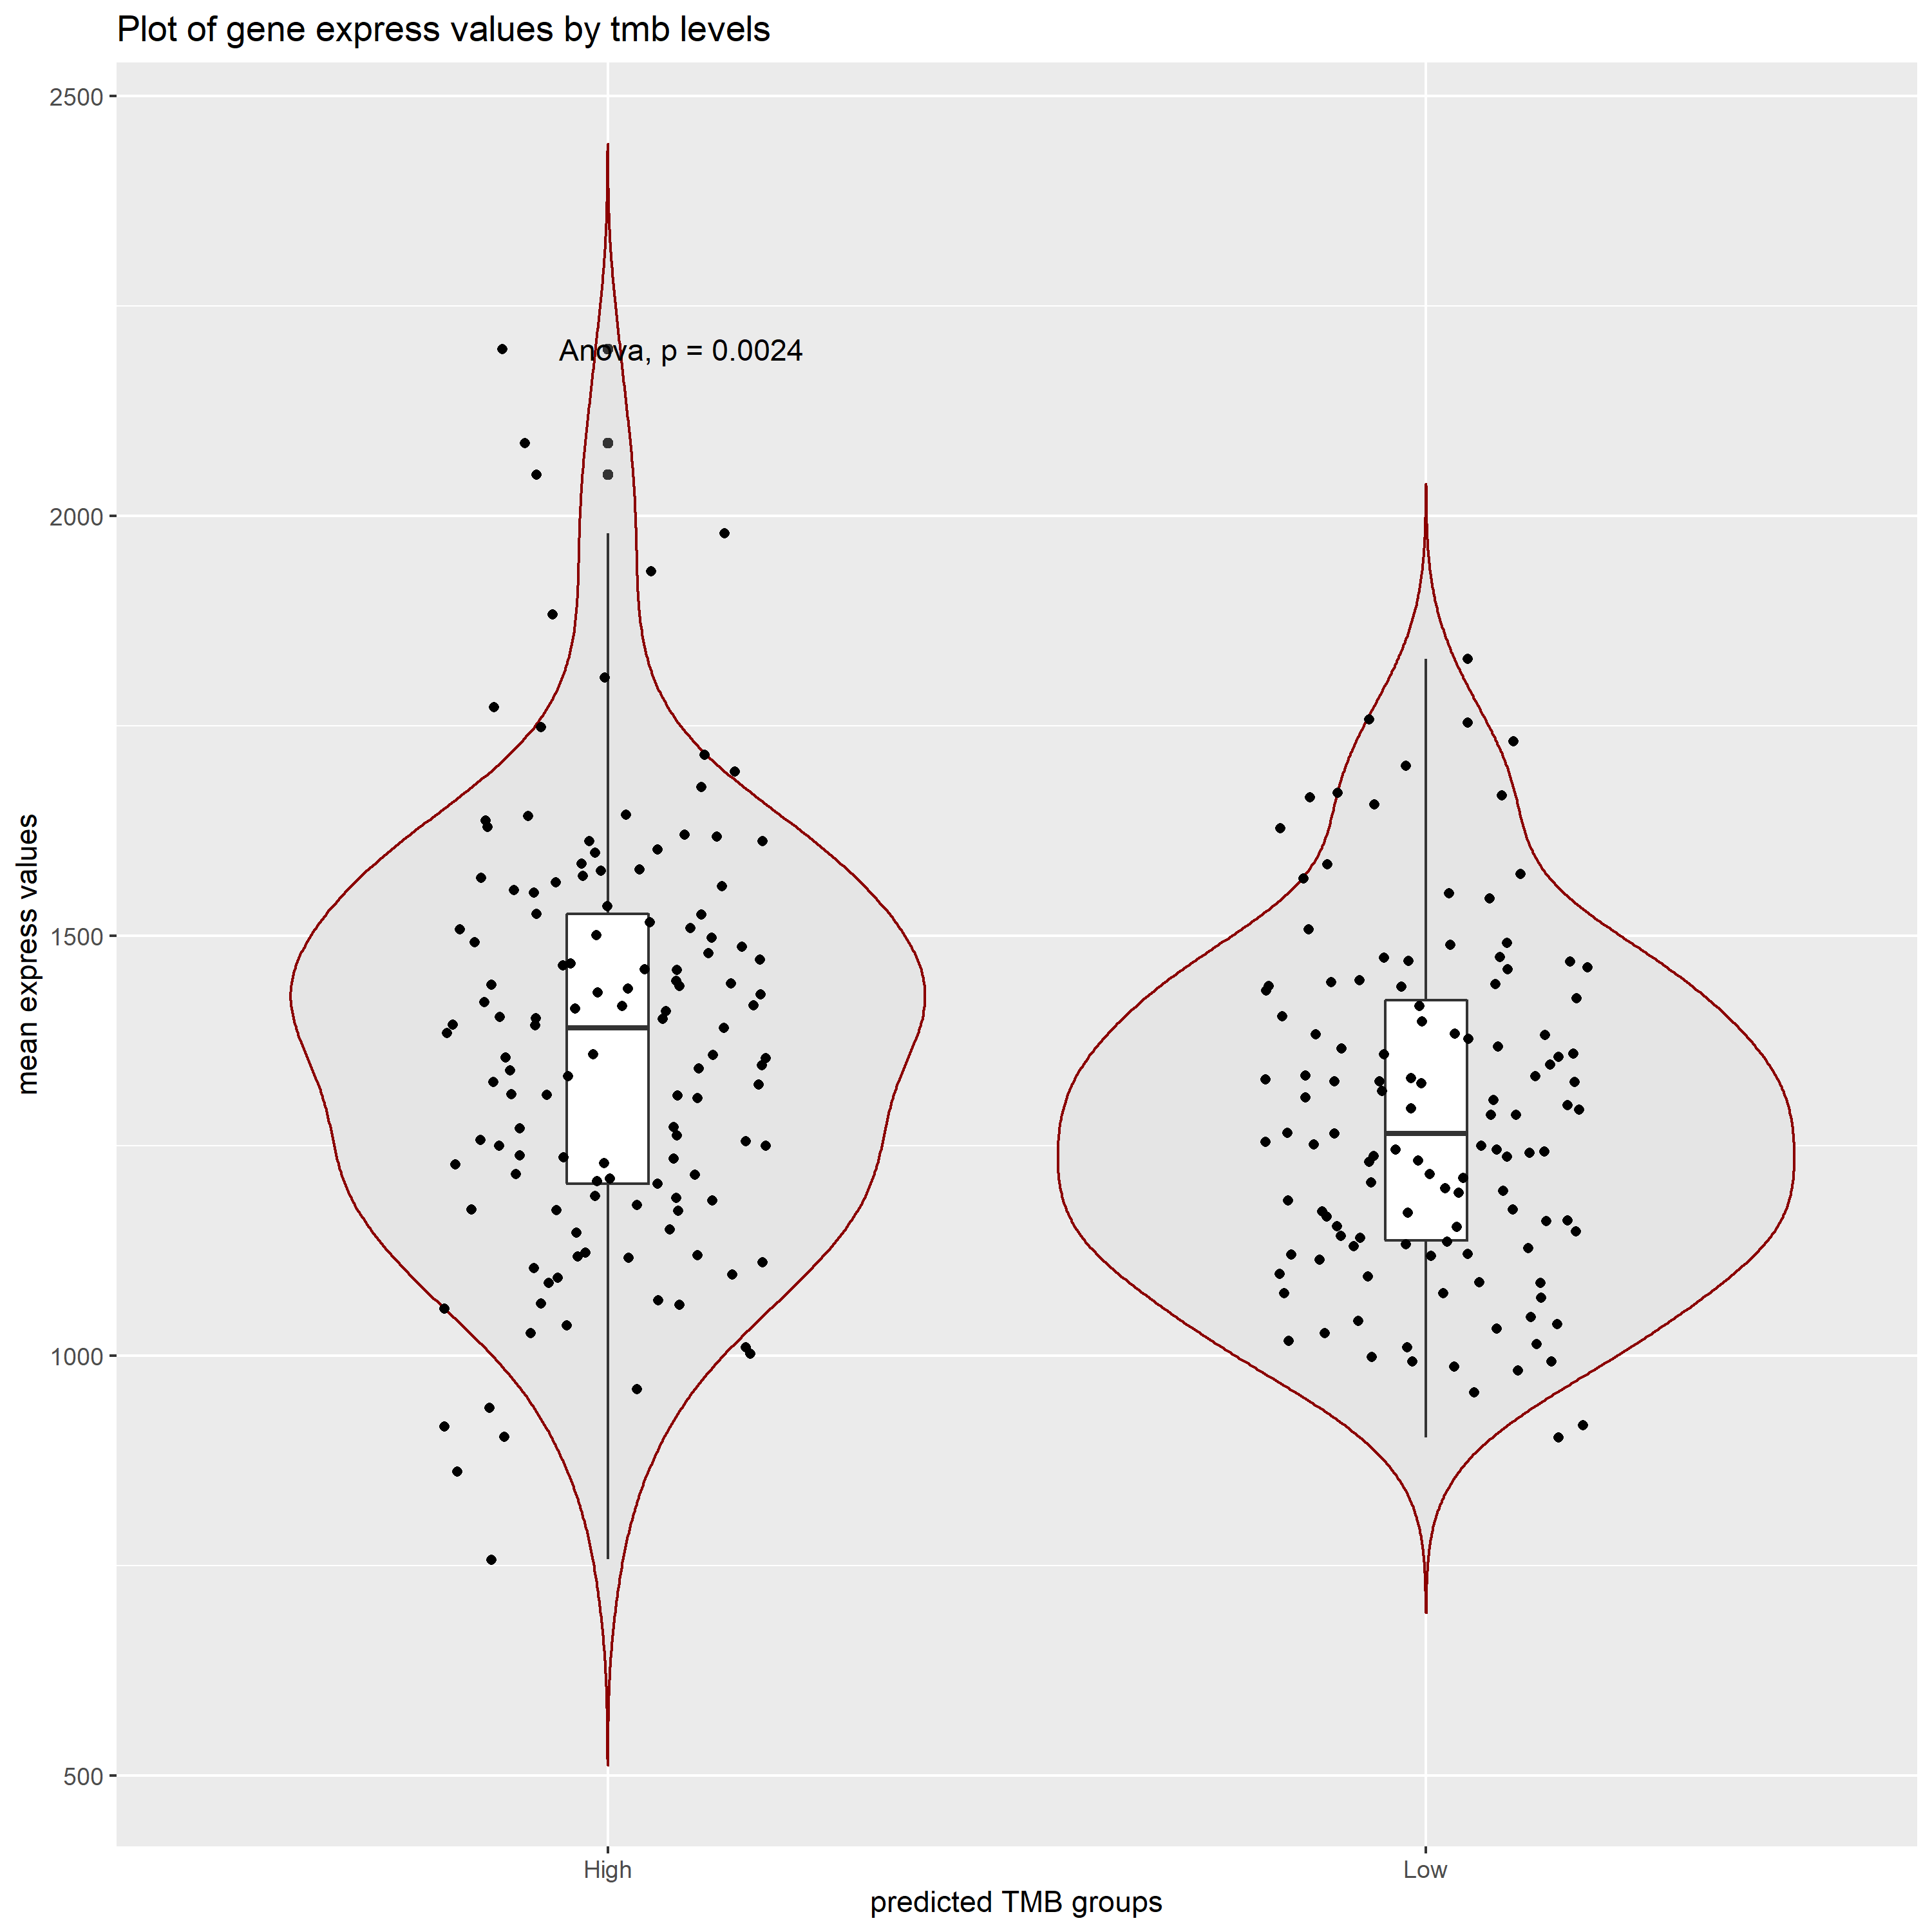 Plot of gene express values by tmb levels
2500
Anova, p = 0.0024
2000
mean express values
1500
1000
500
High
Low
predicted TMB groups